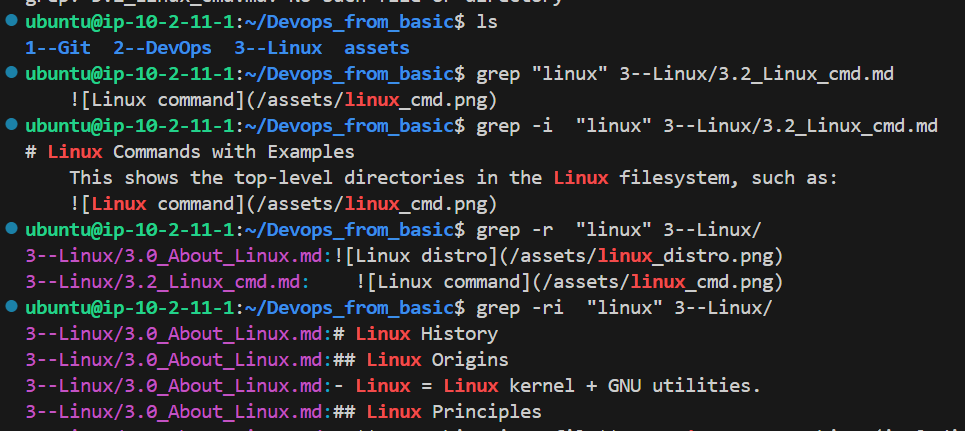 ubuntu@ip-10-2-11-1:~/Devops_from_basic$ ls
1--Git  2--DevOps  3--Linux  assets
ubuntu@ip-10-2-11-1:~/Devops_from_basic$ grep "linux" 3--Linux/3.2_Linux_cmd.md
    ![Linux command](/assets/linux_cmd.png)
ubuntu@ip-10-2-11-1:~/Devops_from_basic$ grep -i  "linux" 3--Linux/3.2_Linux_cmd.md
# Linux Commands with Examples
    This shows the top-level directories in the Linux filesystem, such as:
    ![Linux command](/assets/linux_cmd.png)
ubuntu@ip-10-2-11-1:~/Devops_from_basic$ grep -r  "linux" 3--Linux/
3--Linux/3.0_About_Linux.md:![Linux distro](/assets/linux_distro.png)
3--Linux/3.2_Linux_cmd.md:    ![Linux command](/assets/linux_cmd.png)
ubuntu@ip-10-2-11-1:~/Devops_from_basic$ grep -ri  "linux" 3--Linux/
3--Linux/3.0_About_Linux.md:# Linux History
3--Linux/3.0_About_Linux.md:## Linux Origins
3--Linux/3.0_About_Linux.md:- Linux = Linux kernel + GNU utilities.
3--Linux/3.0_About_Linux.md:## Linux Principles